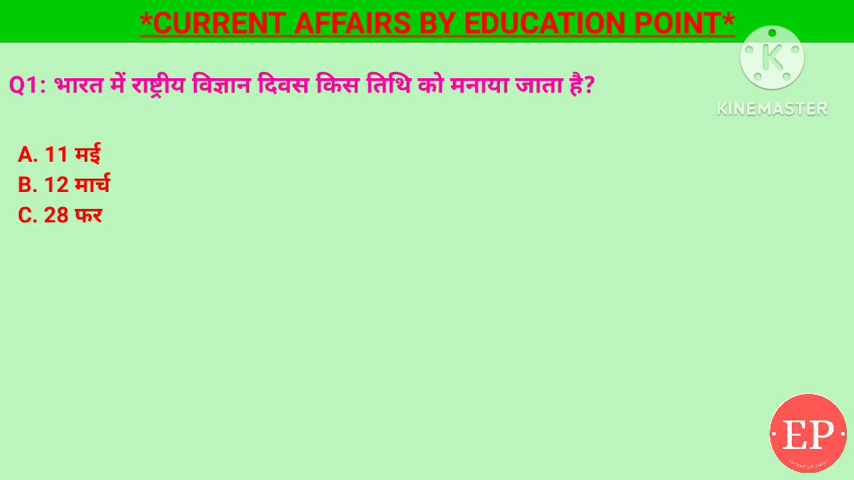 *CURRENT AFFAIRS BY EDUCATION POINT*
Q1: भारत में राष्ट्रीय विज्ञान दिवस किस तिथि को मनाया जाता है?
A. 11 मई
B. 12 मार्च
C. 28 फर
K
KINEMASTER
EP